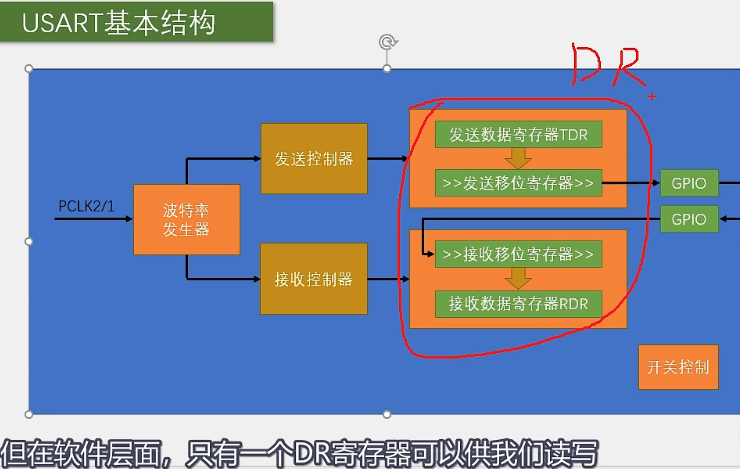 USART基本结构
DR
发送数据寄存器TDR
发送控制器
>>发送移位寄存器>>
GPIO
PCLK2/1
波特率
发生器
GPIO
>>接收移位寄存器>>
接收控制器
接收数据寄存器RDR
开关控制
但在软件层面，只有一个DR寄存器可以供我们读写